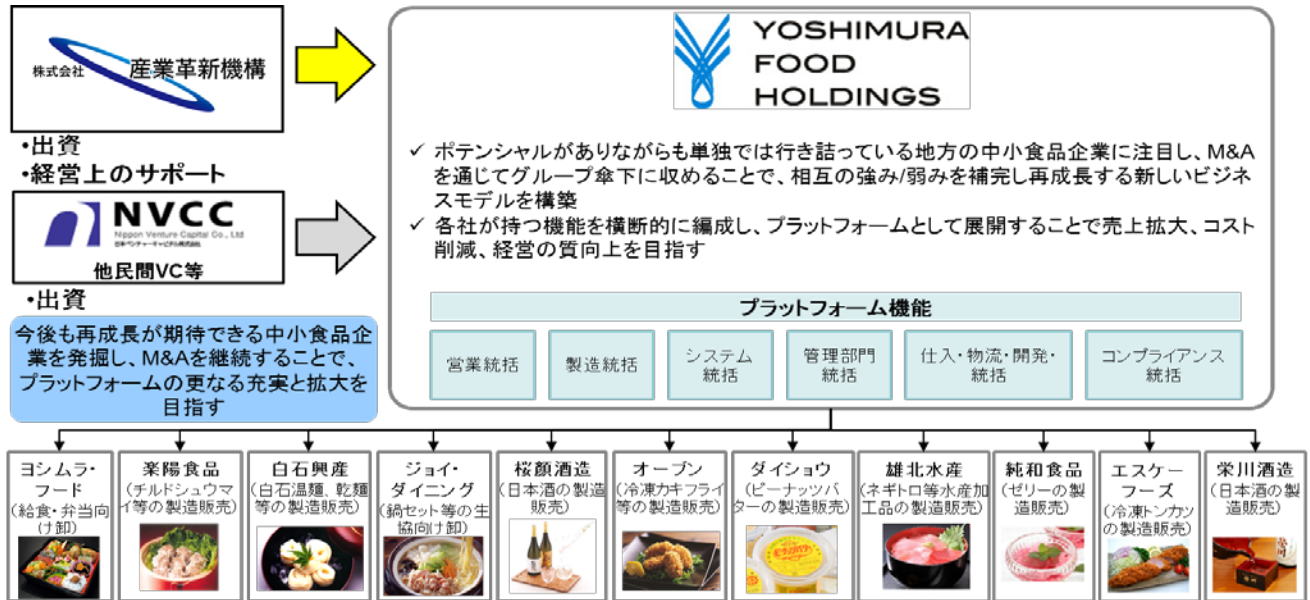 株式会社 産業革新機構
・出資
・経営上のサポート
NVCC
Nippon Venture Capital Co., Ltd
日本ベンチャーキャピタル株式会社
他民間VC等
・出資
今後も再成長が期待できる中小食品企
業を発掘し、M&Aを継続することで、
プラットフォームの更なる充実と拡大を
目指す
YOSHIMURA
FOOD
HOLDINGS
✓ ポテンシャルがありながらも単独では行き詰っている地方の中小食品企業に注目し、M&A
を通じてグループ傘下に収めることで、相互の強み/弱みを補完し再成長する新しいビジネ
スモデルを構築
✓ 各社が持つ機能を横断的に編成し、プラットフォームとして展開することで売上拡大、コスト
削減、経営の質向上を目指す
プラットフォーム機能
営業統括
製造統括
システム
統括
管理部門
統括
仕入・物流・開発・
統括
コンプライアンス
統括
ヨシムラ・
フード
(給食・弁当向
け卸)
楽陽食品
(チルドシュウマ
イ等の製造販売)
白石興産
(白石温麺、乾麺
等の製造販売)
ジョイ・
ダイニング
(鍋セット等の生
協向け卸)
桜顔酒造
(日本酒の製造
販売)
オーブン
(冷凍カキフライ
等の製造販売)
ダイショウ
(ピーナッツバ
ターの製造販売)
雄北水産
(ネギトロ等水産加
工品の製造販売)
純和食品
(ゼリーの製
造販売)
エスケー
フーズ
(冷凍トンカツ
の製造販売)
栄川酒造
(日本酒の製
造販売)